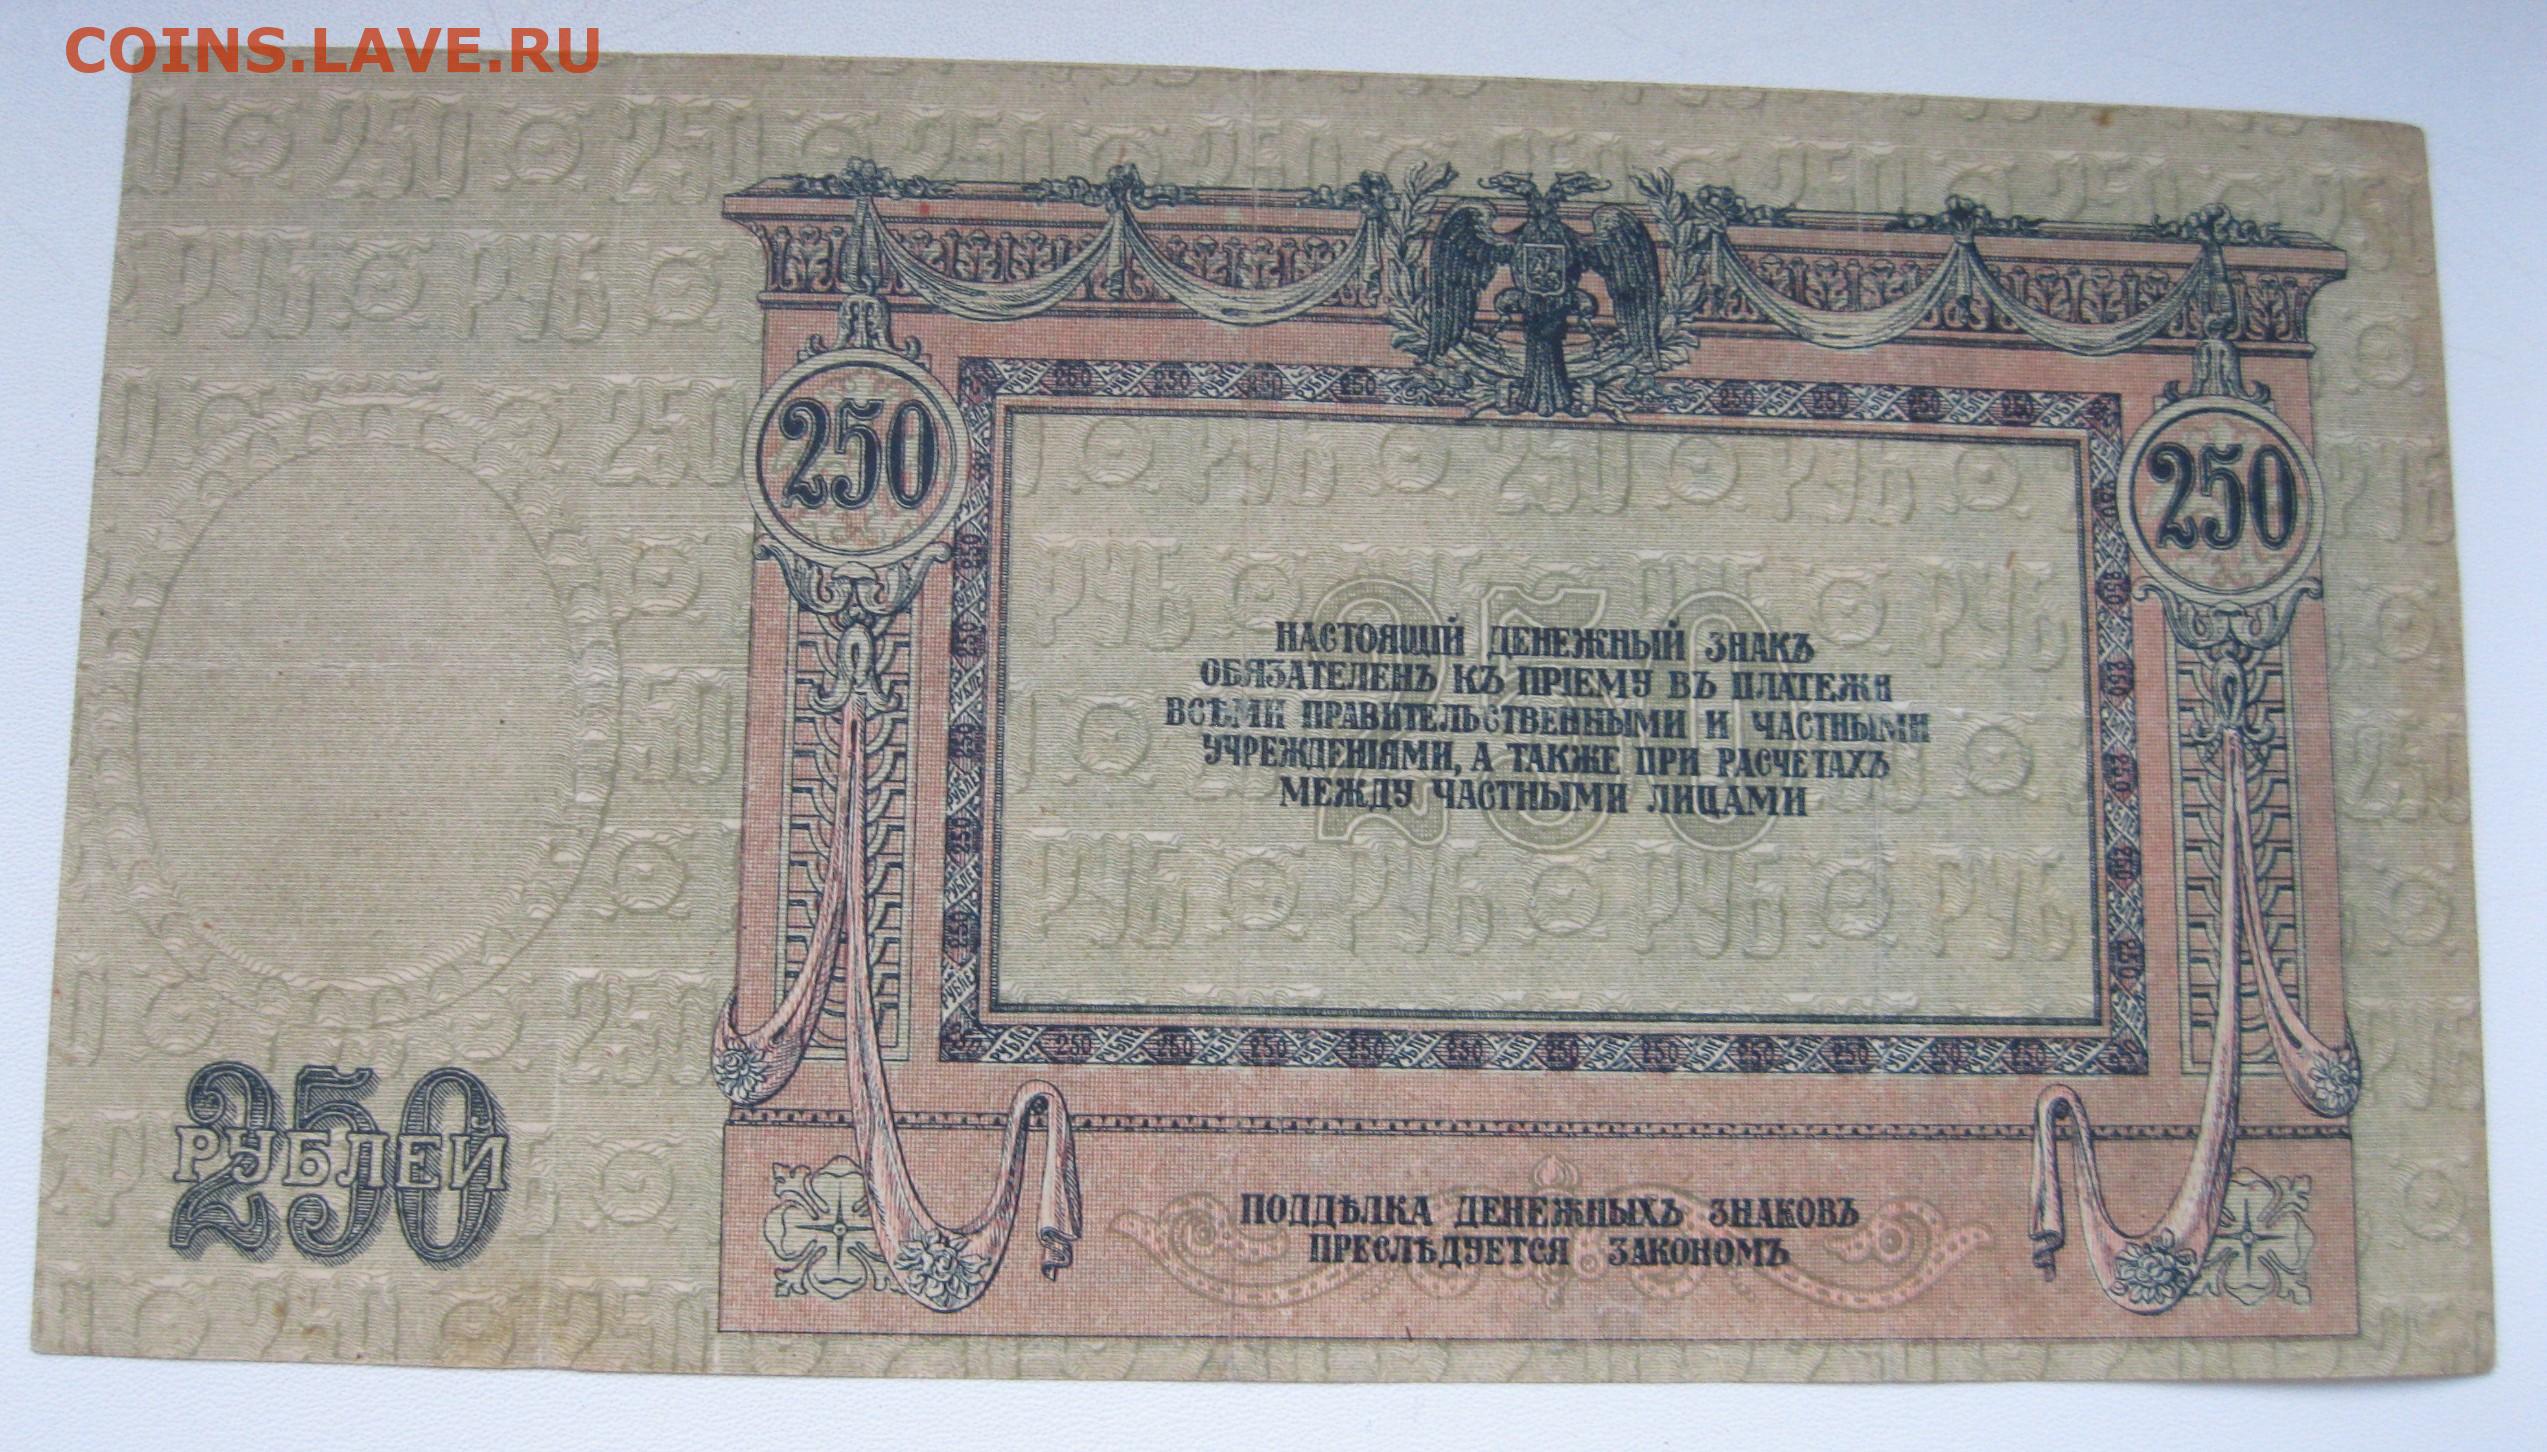 COINS.LAVE.RU
250
250
НАСТОЯЩІЙ ДЕНЕЖНЫЙ ЗНАКЪ
ОБЯЗАТЕЛЕНЪ КЪ ПРІЕМУ ВЪ ПЛАТЕЖИ
ВСѢМИ ПРАВИТЕЛЬСТВЕННЫМИ И ЧАСТНЫМИ
УЧРЕЖДЕНІЯМИ, А ТАКЖЕ ПРИ РАСЧЕТАХЪ
МЕЖДУ ЧАСТНЫМИ ЛИЦАМИ
250
250
РУБЛЕЙ
ПОДДѢЛКА ДЕНЕЖНЫХЪ ЗНАКОВЪ
ПРЕСЛѢДУЕТСЯ ЗАКОНОМЪ